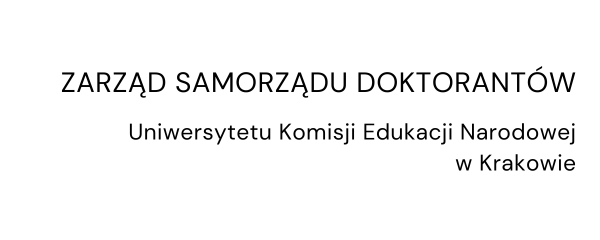 ZARZĄD SAMORZĄDU DOKTORANTÓW
Uniwersytetu Komisji Edukacji Narodowej
w Krakowie